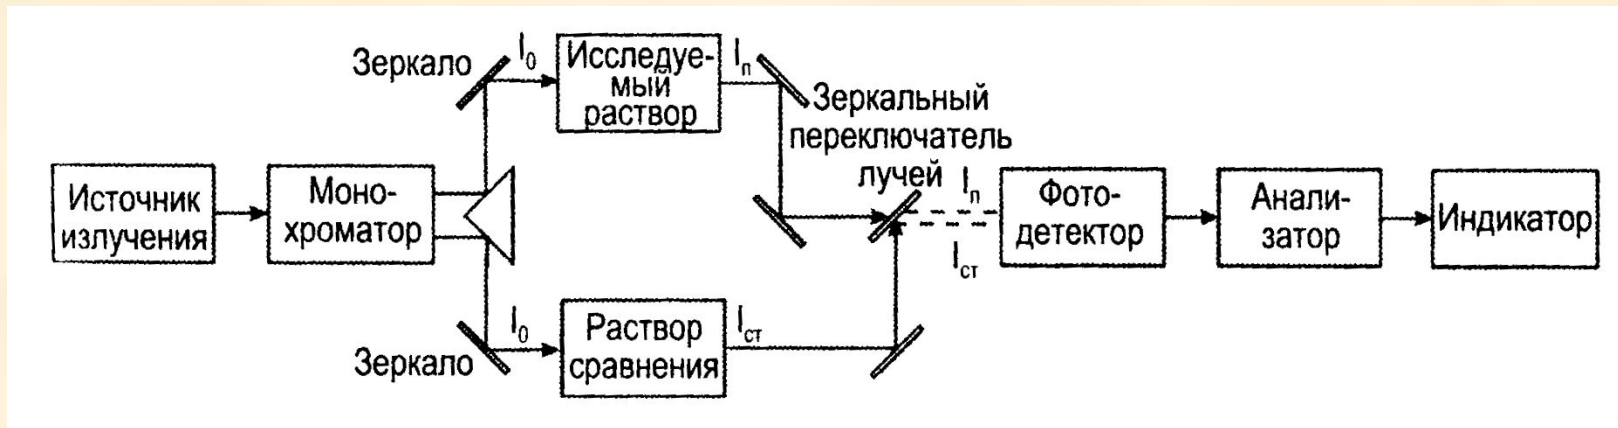 Источник
излучения
Моно-
хроматор
Зеркало
I₀
Исследуе-
мый
раствор
Iп
Зеркальный
переключатель
лучей
Зеркало
I₀
Раствор
сравнения
Iст
Iп
Iст
Фото-
детектор
Анали-
затор
Индикатор